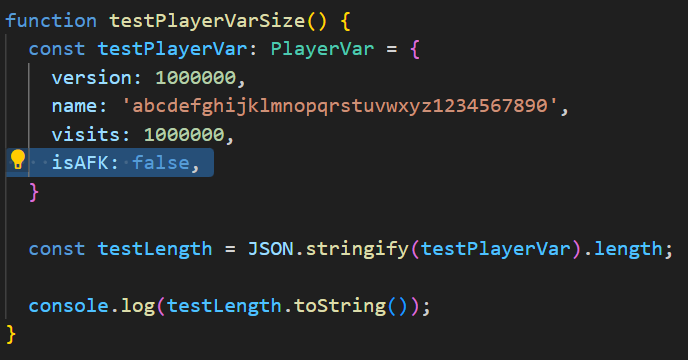 function testPlayerVarSize() {
const testPlayerVar: PlayerVar = {
version: 1000000,
name: 'abcdefghijklmnopqrstuvwxyz1234567890',
visits: 1000000,
isAFK: false,
}
const testLength = JSON.stringify(testPlayerVar).length;
console.log(testLength.toString());
}